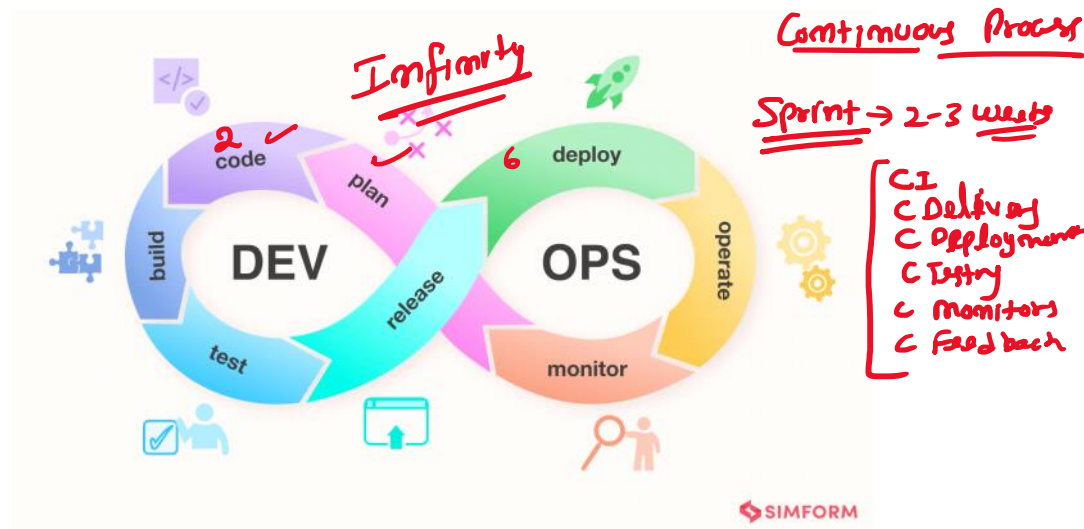 Continuous Process
Infinity
Sprint → 2-3 weeks
2
code
plan
6
deploy
build
DEV
OPS
operate
release
test
monitor
CI
C Delivery
C Deployment
C Testing
C Monitors
C Feedback
SIMFORM